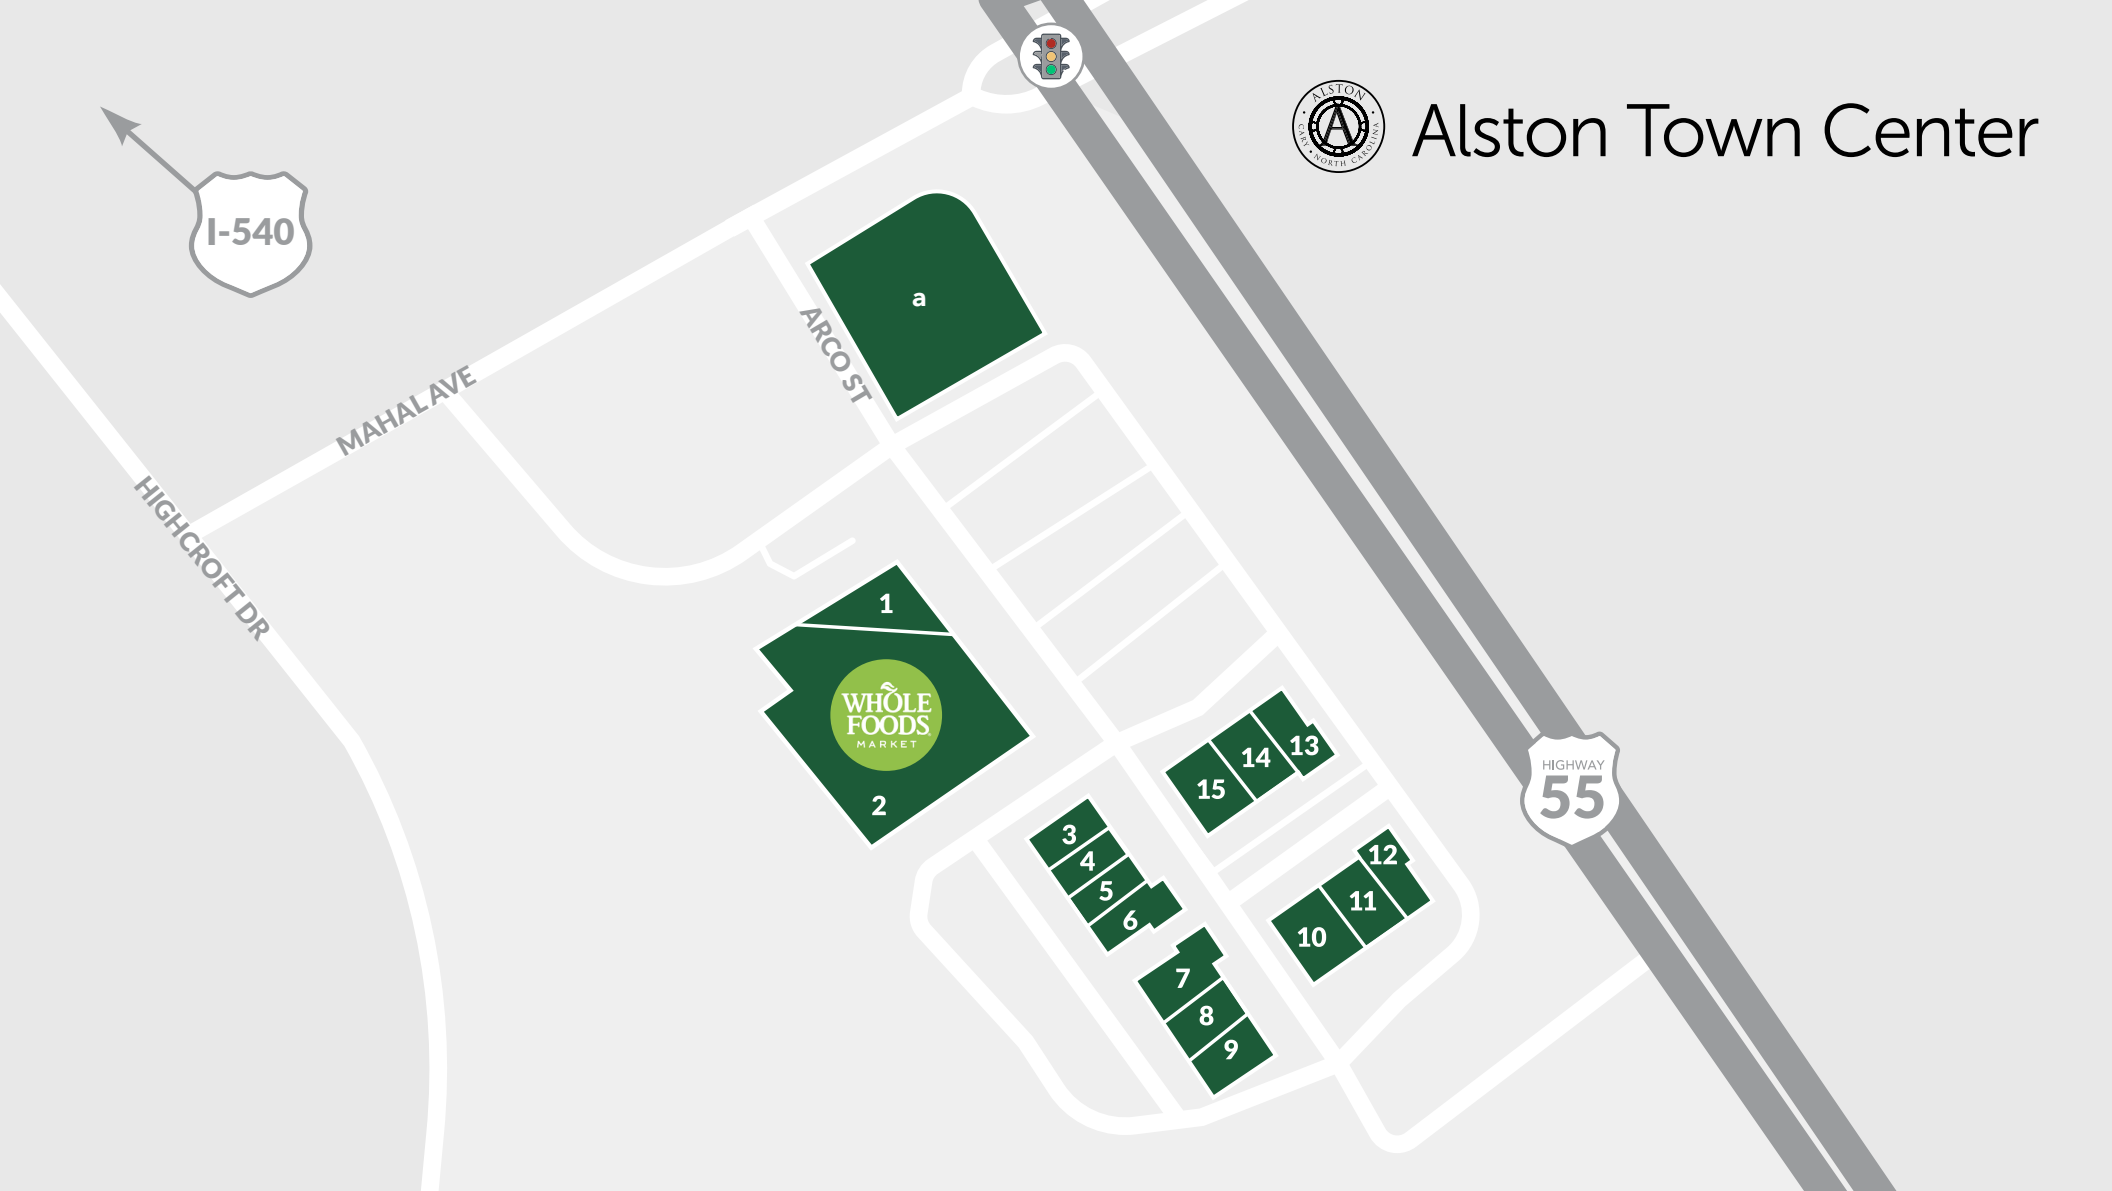 ALSTON
CARY • NORTH CAROLINA
A
Alston Town Center
I-540
a
ARCO ST
MAHAL AVE
HIGHCROFT DR
1
WHOLE
FOODS
MARKET
2
3
4
5
6
7
8
9
10
11
12
13
14
15
HIGHWAY
55